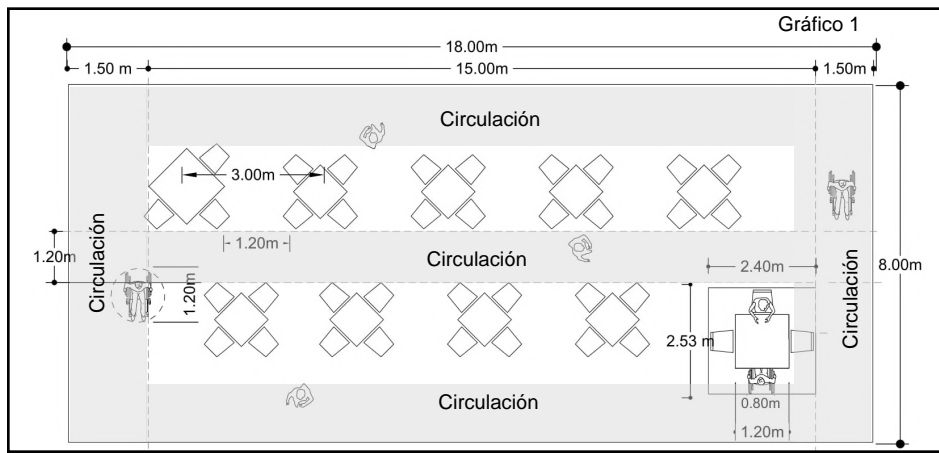 Gráfico 1
18.00m
1.50 m
15.00m
1.50m
Circulación
3.00m
Circulación
1.20m
1.20m
Circulación
1.20m
2.40m
Circulación
8.00m
2.53 m
Circulación
0.80m
1.20m